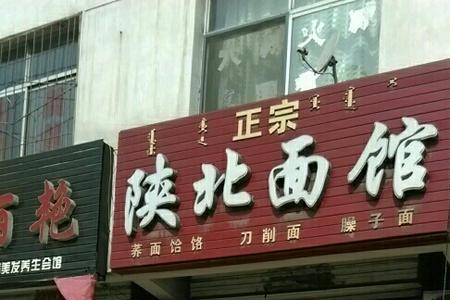 正宗
陕北面馆
荞面饸饹 刀削面 臊子面
艳
美发养生会馆